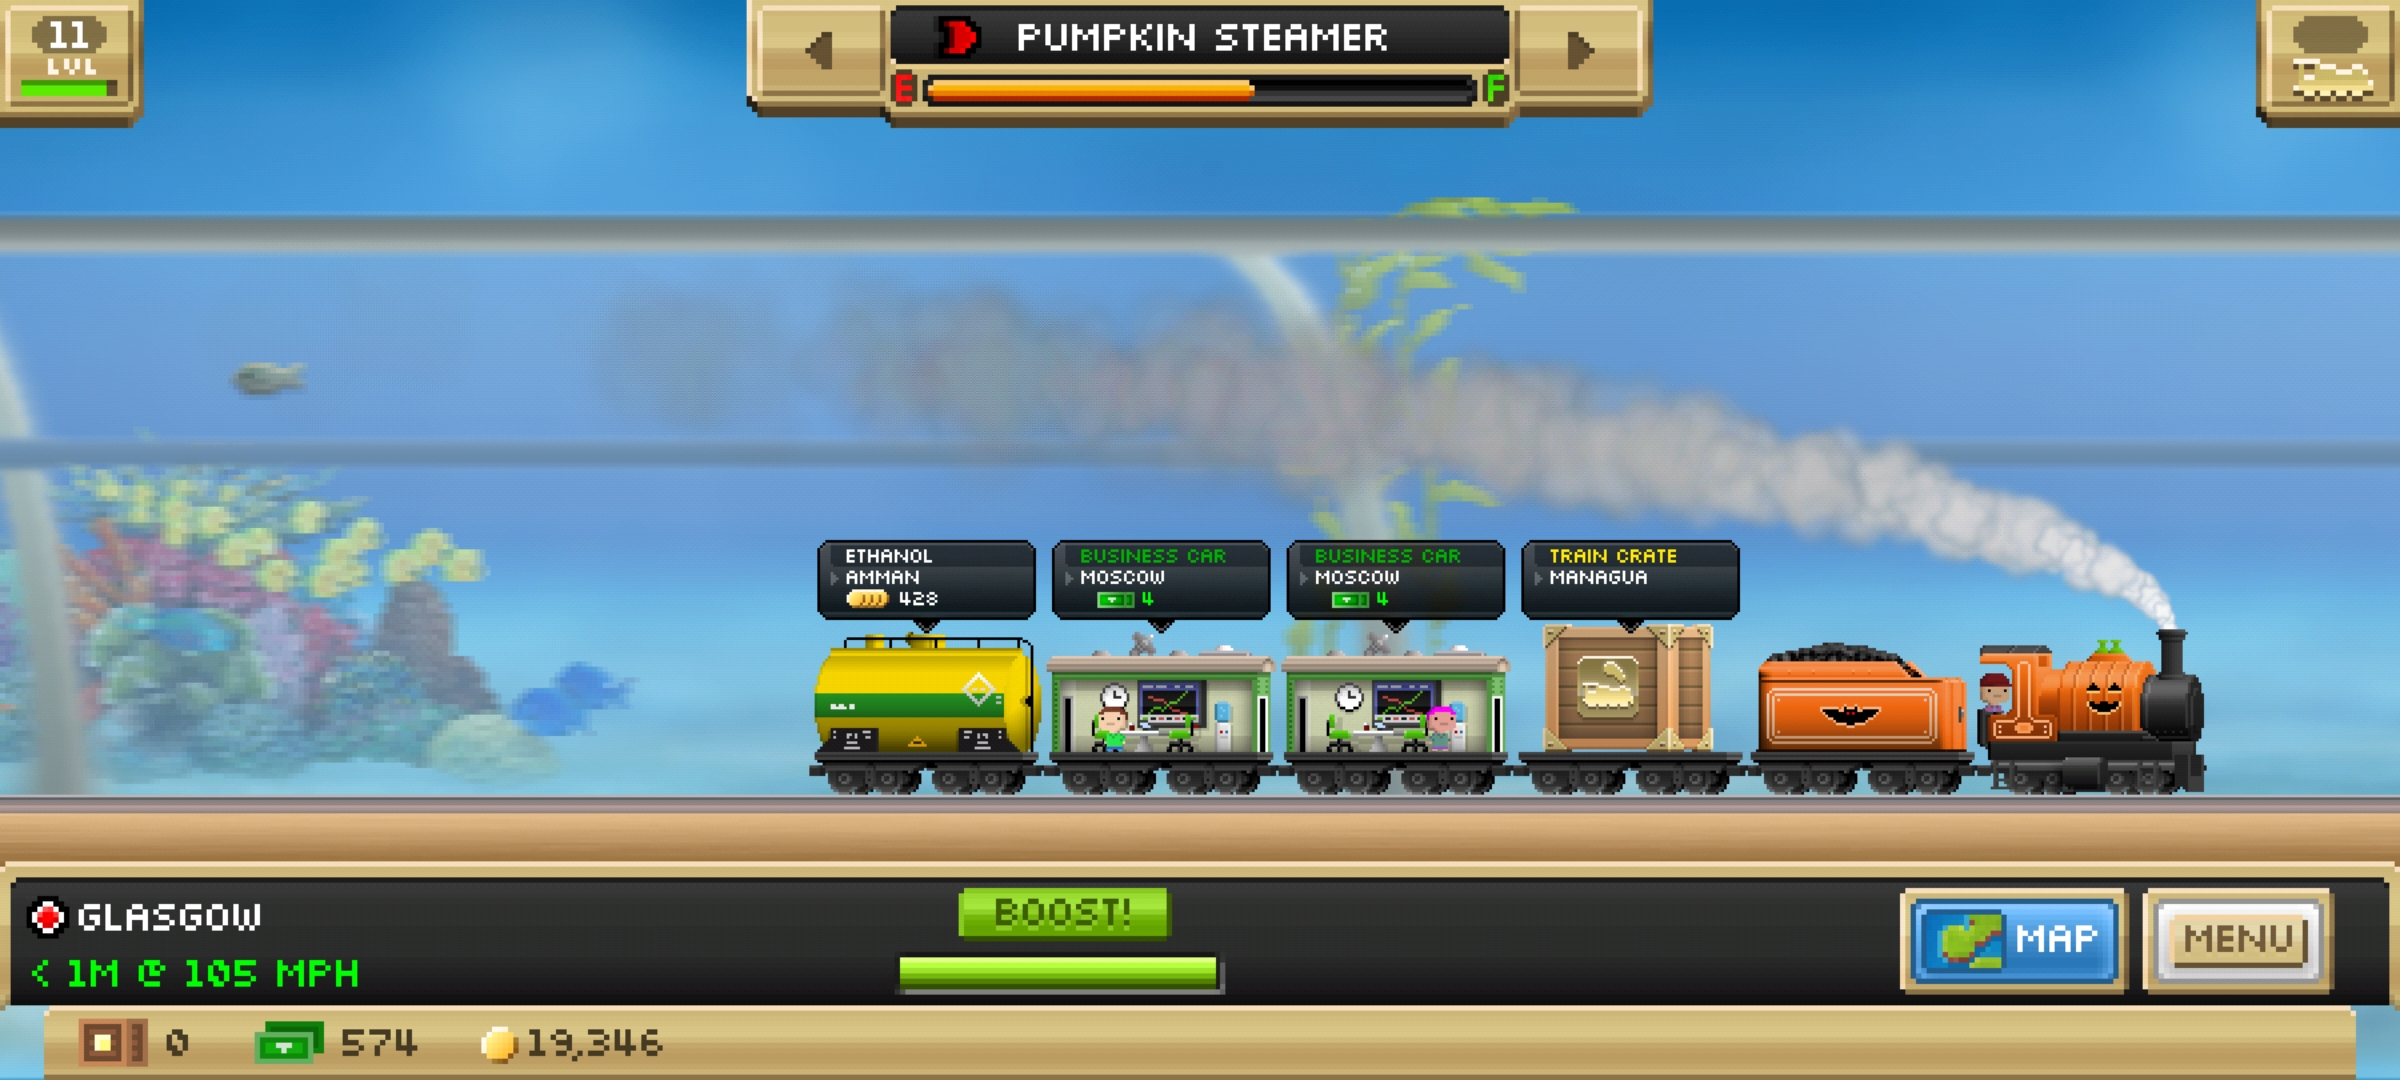 11
LVL
PUMPKIN STEAMER
E
F
ETHANOL
AMMAN
428
BUSINESS CAR
MOSCOW
4
BUSINESS CAR
MOSCOW
4
TRAIN CRATE
MANAGUA
GLASGOW
< 1M @ 105 MPH
BOOST!
MAP
MENU
0
574
19,346